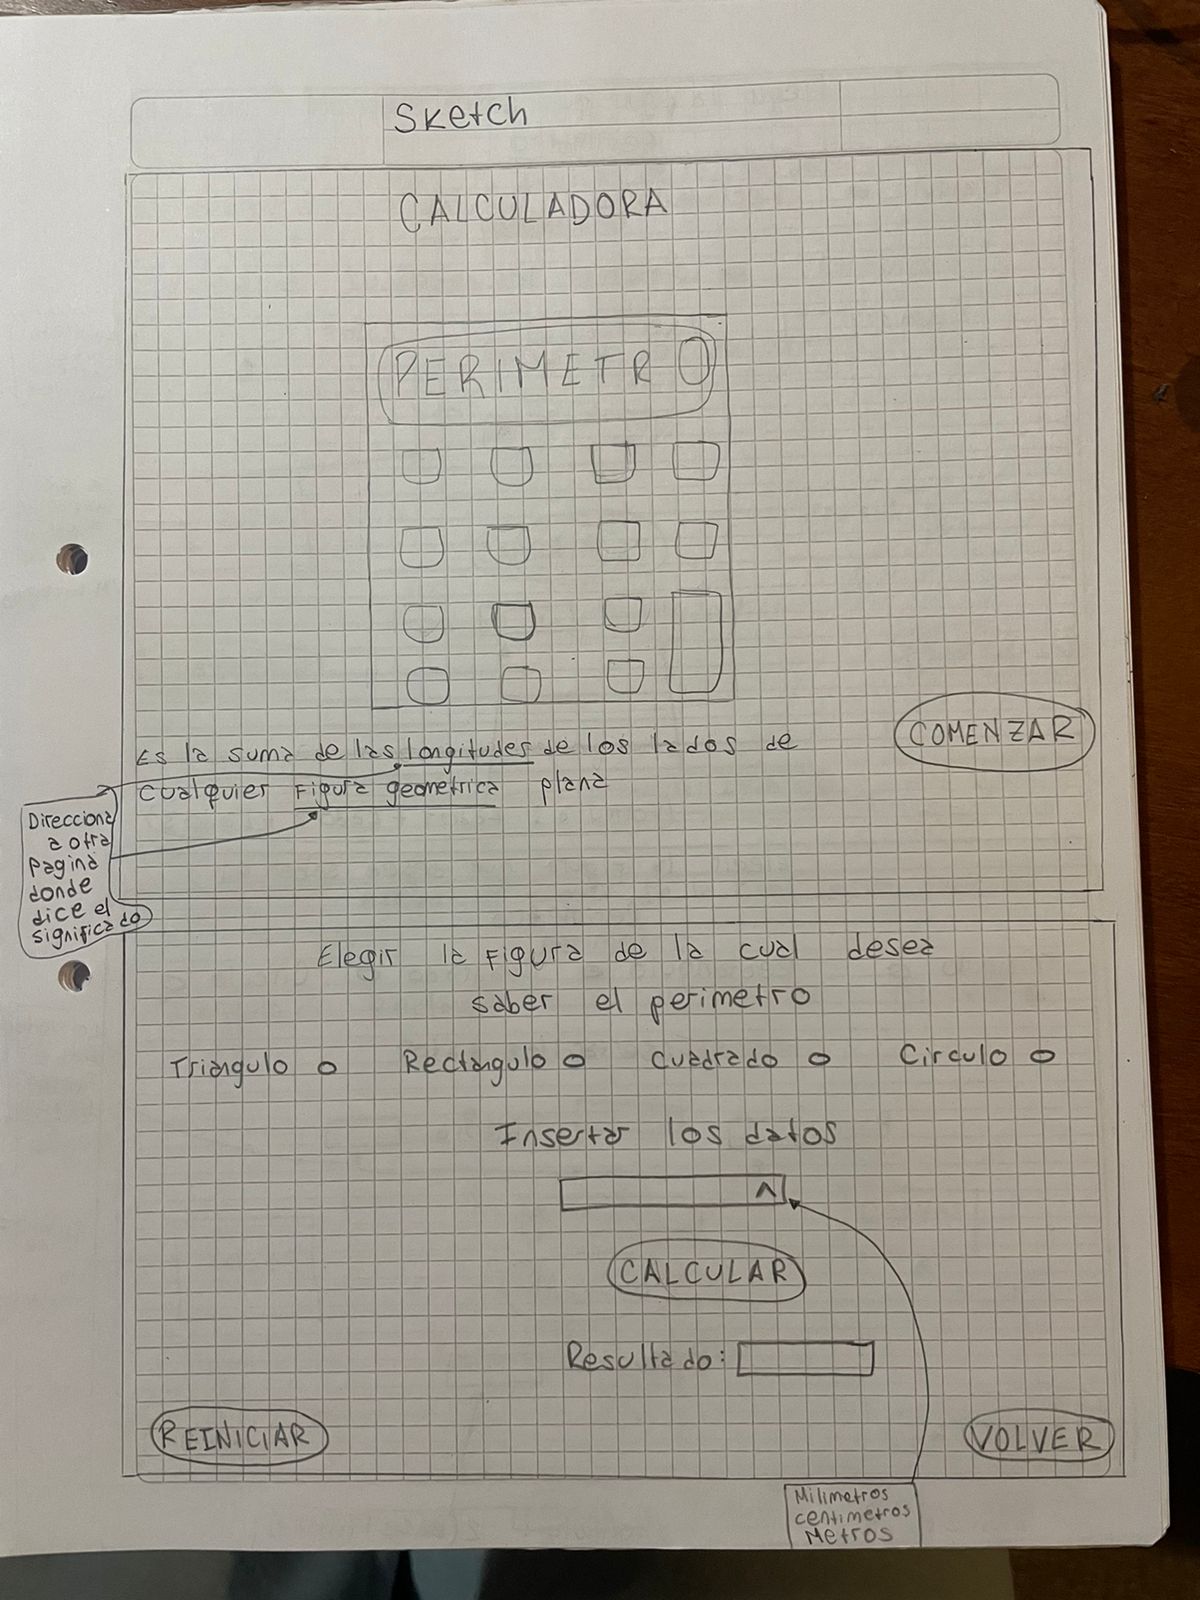 Sketch
CALCULADORA
PERIMETRO
Es la suma de las longitudes de los lados de
cualquier Figura geometrica plana
COMENZAR
Direcciona
a otra
pagina
donde
dice el
significado
Elegir la Figura de la cual desea
saber el perimetro
Triángulo Rectángulo Cuadrado Circulo
Insertar los datos
CALCULAR
Resultado:
REINICIAR
VOLVER
Milimetros
centimetros
Metros